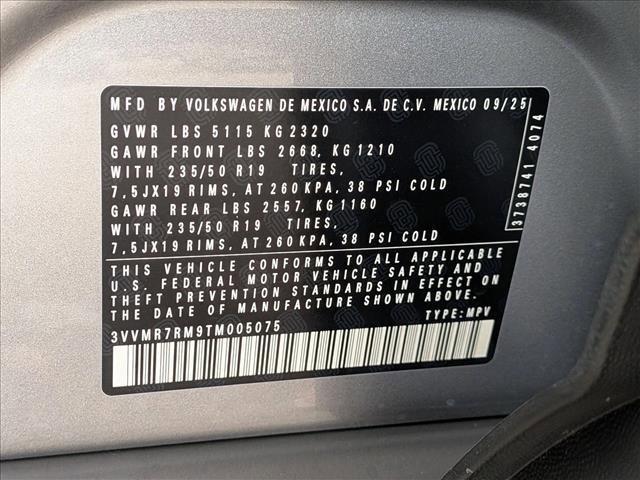 MFD BY VOLKSWAGEN DE MEXICO S.A. DE C.V. MEXICO 09/25
GVWR LBS 5115 KG 2320
GAWR FRONT LBS 2668, KG 1210
WITH 235/50 R19 TIRES,
7,5JX19 RIMS, AT 260 KPA, 38 PSI COLD
GAWR REAR LBS 2557, KG 1160
WITH 235/50 R19 TIRES,
7,5JX19 RIMS, AT 260 KPA, 38 PSI COLD
THIS VEHICLE CONFORMS TO ALL APPLICABLE
U.S. FEDERAL MOTOR VEHICLE SAFETY AND
THEFT PREVENTION STANDARDS IN EFFECT ON
THE DATE OF MANUFACTURE SHOWN ABOVE.
3VVMR7RM9TM005075 TYPE: MPV
3738741 4074